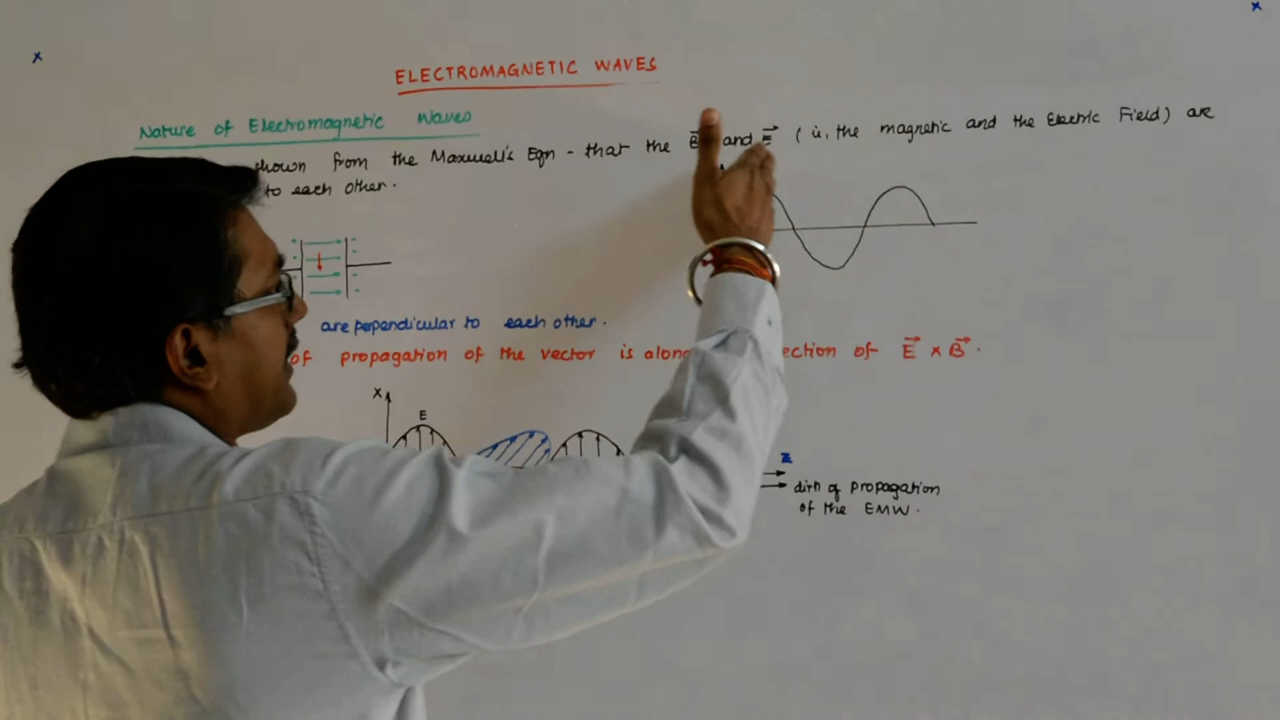 x
x
ELECTROMAGNETIC WAVES
Nature of Electromagnetic Waves
shown from the Maxwell's Eqn - that the B and E ( ie, the magnetic and the Electric Field) are
to each other.
are perpendicular to each other.
of propagation of the vector is along ection of E⃗ x B⃗ .
X
E
z
dirn of propagation
of the EMW.